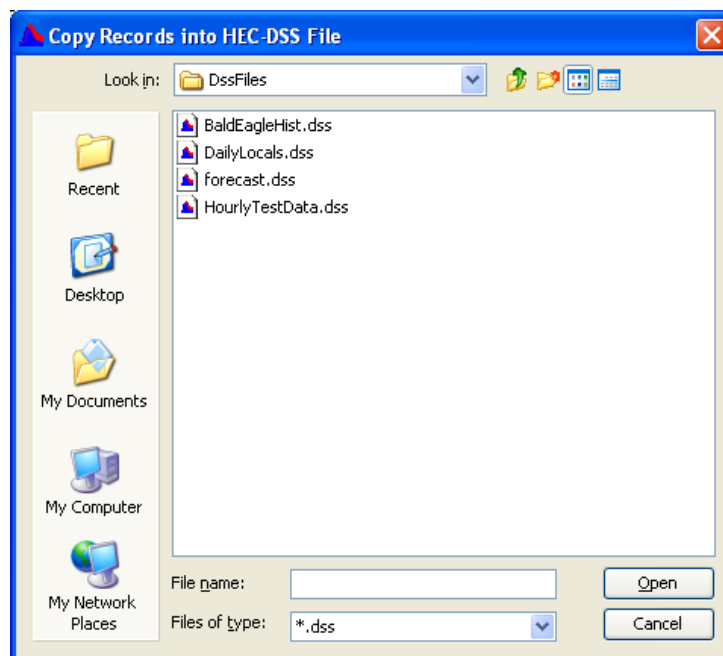 Copy Records into HEC-DSS File
Look in: DssFiles
BaldEagleHist.dss
DailyLocals.dss
forecast.dss
HourlyTestData.dss
Recent
Desktop
My Documents
My Computer
My Network
Places
File name:
Open
Files of type: *.dss
Cancel